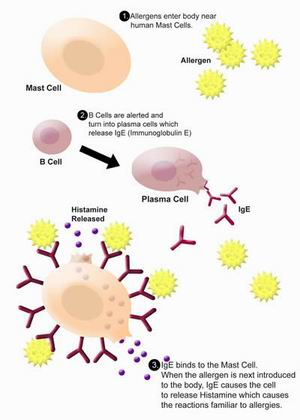 1. Allergens enter body near
human Mast Cells.
Allergen
Mast Cell
2. B Cells are alerted and
turn into plasma cells which
release IgE (Immunoglobulin E)
B Cell
Plasma Cell
IgE
Histamine
Released
3. IgE binds to the Mast Cell.
When the allergen is next introduced
to the body, IgE causes the cell
to release Histamine which causes
the reactions familiar to allergies.